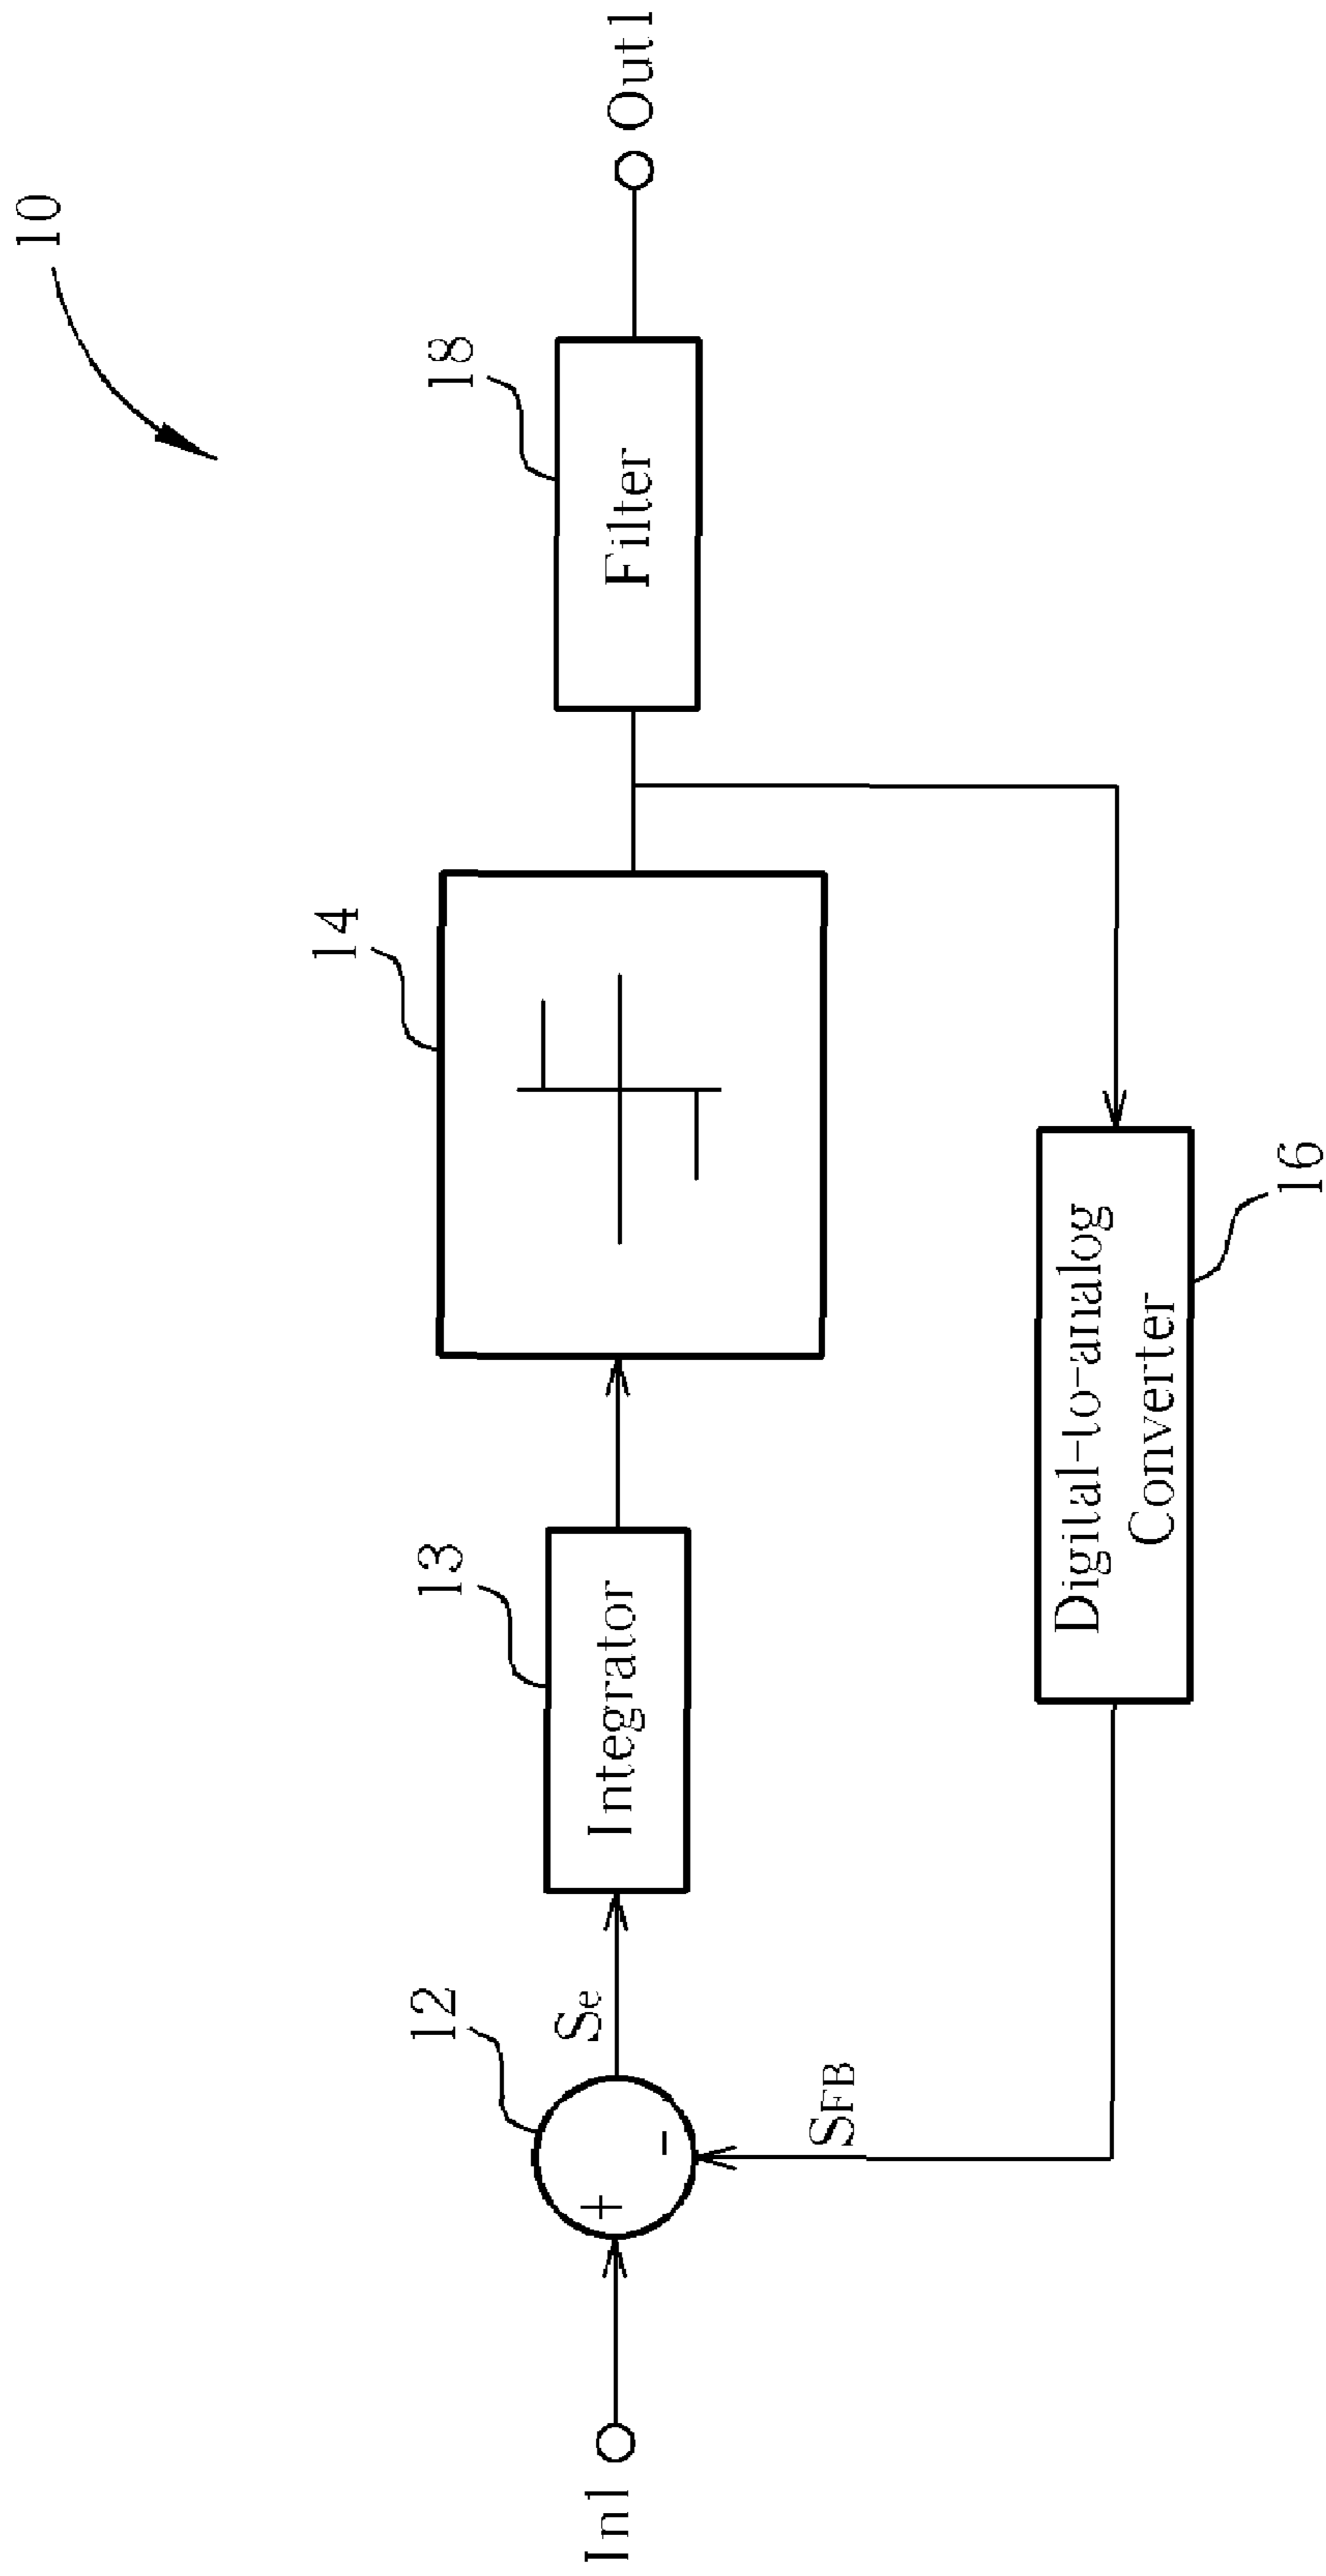 10
In1
+
-
12
Se
SFB
13
Integrator
14
Digital-to-analog
Converter
16
18
Filter
Out1